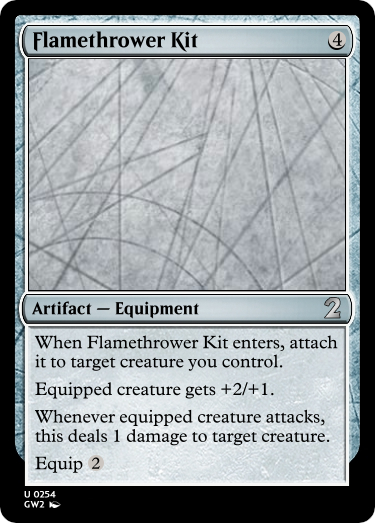 Flamethrower Kit 4
Artifact — Equipment 2
When Flamethrower Kit enters, attach
it to target creature you control.
Equipped creature gets +2/+1.
Whenever equipped creature attacks,
this deals 1 damage to target creature.
Equip 2
U 0254
GW2